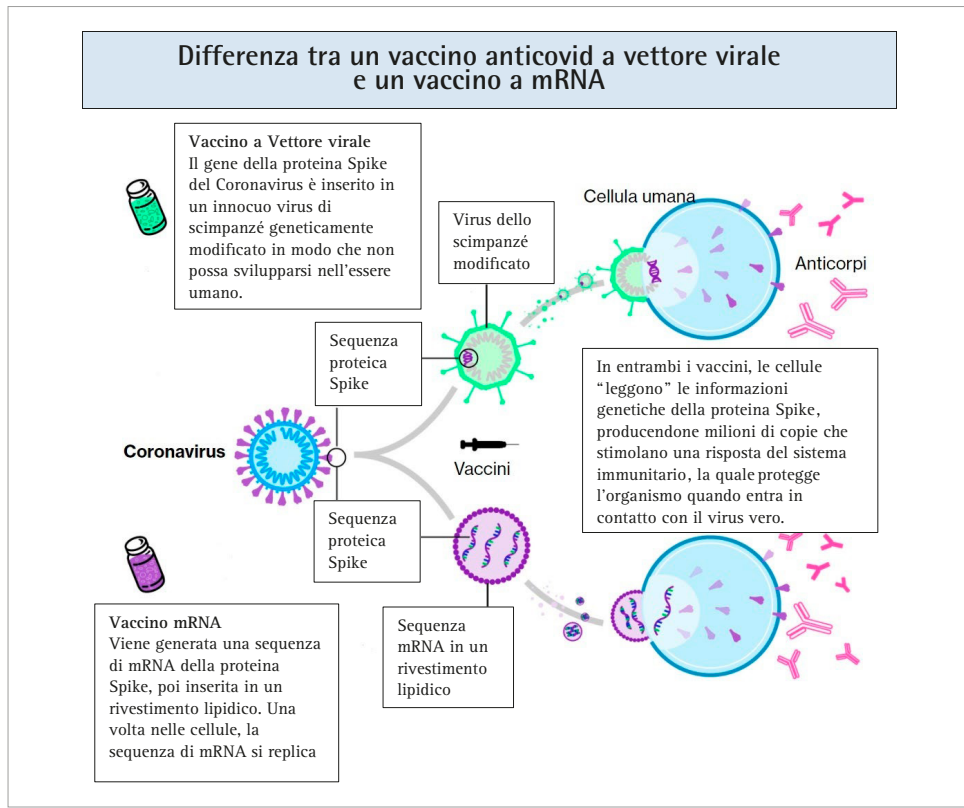 Differenza tra un vaccino anticovid a vettore virale
e un vaccino a mRNA
Vaccino a Vettore virale
Il gene della proteina Spike
del Coronavirus è inserito in
un innocuo virus di
scimpanzé geneticamente
modificato in modo che non
possa svilupparsi nell'essere
umano.
Virus dello
scimpanzé
modificato
Cellula umana
Anticorpi
Sequenza
proteica
Spike
Coronavirus
Vaccini
In entrambi i vaccini, le cellule
“leggono” le informazioni
genetiche della proteina Spike,
producendone milioni di copie che
stimolano una risposta del sistema
immunitario, la quale protegge
l'organismo quando entra in
contatto con il virus vero.
Sequenza
proteica
Spike
Vaccino mRNA
Viene generata una sequenza
di mRNA della proteina
Spike, poi inserita in un
rivestimento lipidico. Una
volta nelle cellule, la
sequenza di mRNA si replica
Sequenza
mRNA in un
rivestimento
lipidico